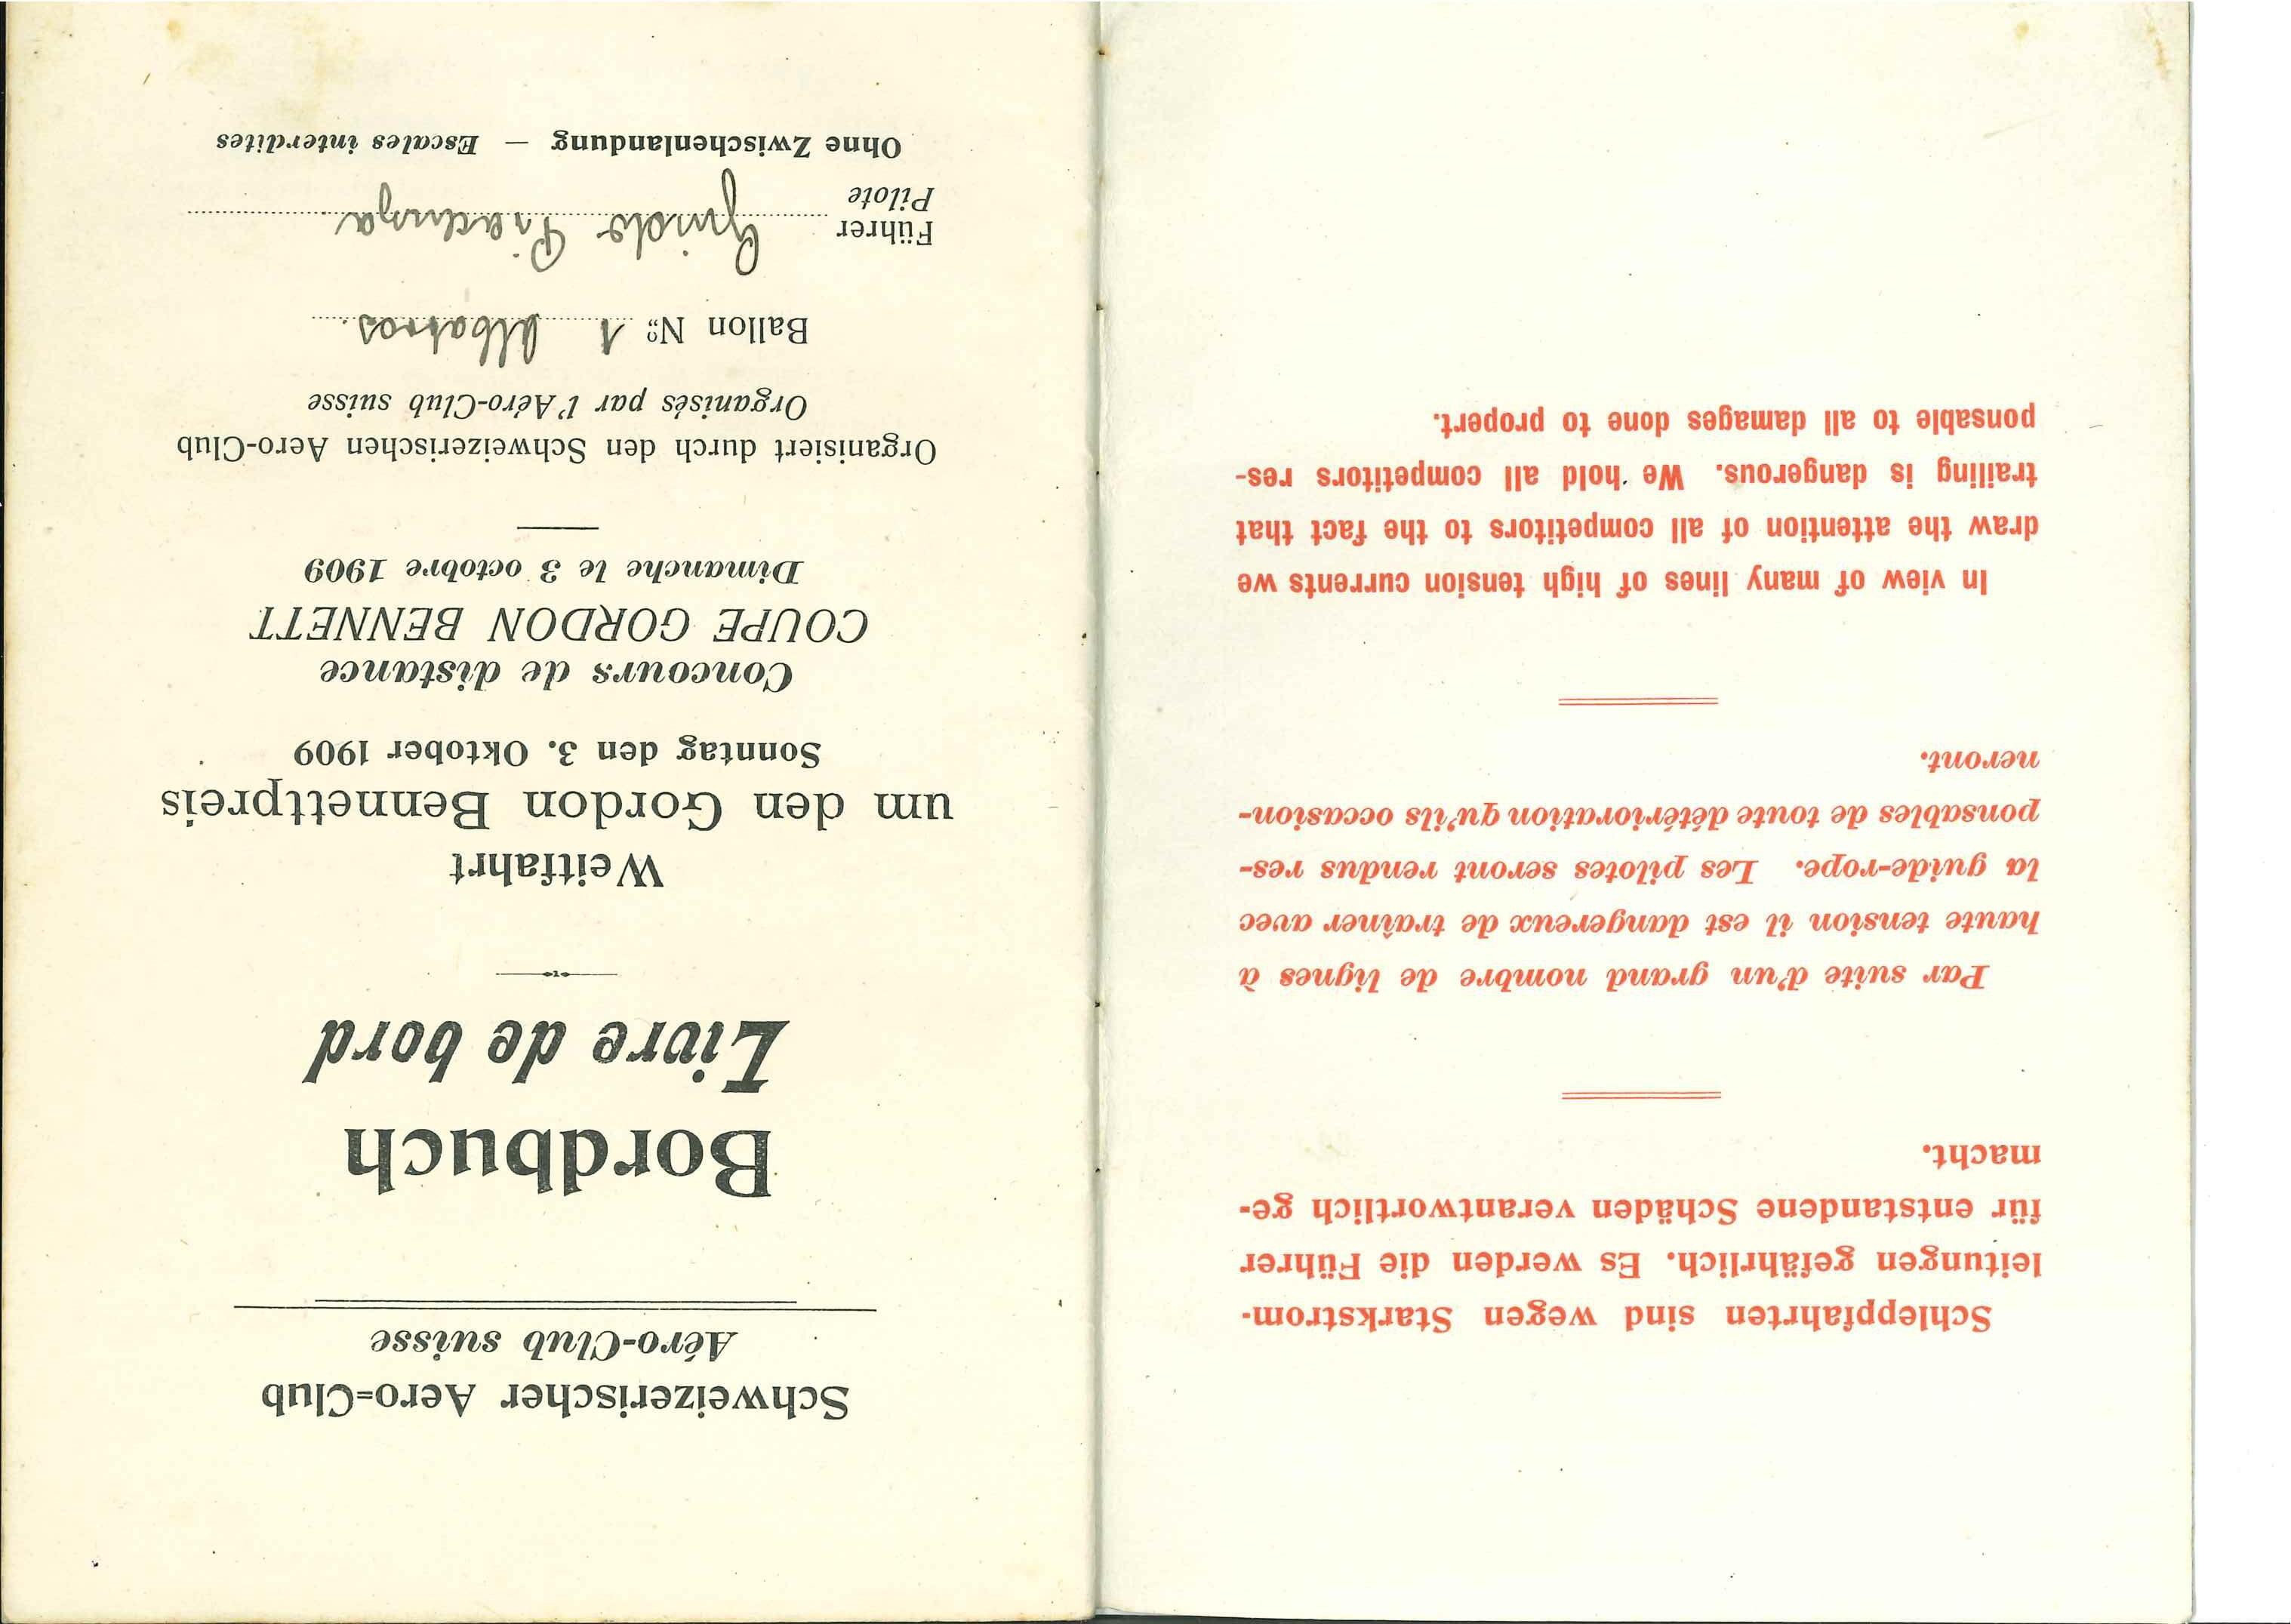 Schleppfahrten sind wegen Starkstrom-
leitungen gefährlich. Es werden die Führer
für entstandene Schäden verantwortlich ge-
macht.
Par suite d'un grand nombre de lignes à
haute tension il est dangereux de traîner avec
la guide-rope. Les pilotes seront rendus res-
ponsables de toute détérioration qu'ils occasion-
neront.
In view of many lines of high tension currents we
draw the attention of all competitors to the fact that
trailing is dangerous. We hold all competitors res-
ponsable to all damages done to propert.
Schweizerischer Aero=Club
Aéro-Club suisse
Bordbuch
Livre de bord
Weitfahrt
um den Gordon Bennettpreis
Sonntag den 3. Oktober 1909
Concours de distance
COUPE GORDON BENNETT
Dimanche le 3 octobre 1909
Organisiert durch den Schweizerischen Aero-Club
Organisés par l'Aéro-Club suisse
Ballon Nº 1 Albatros.
Führer Guido Piacenza
Pilote
Ohne Zwischenlandung — Escales interdites